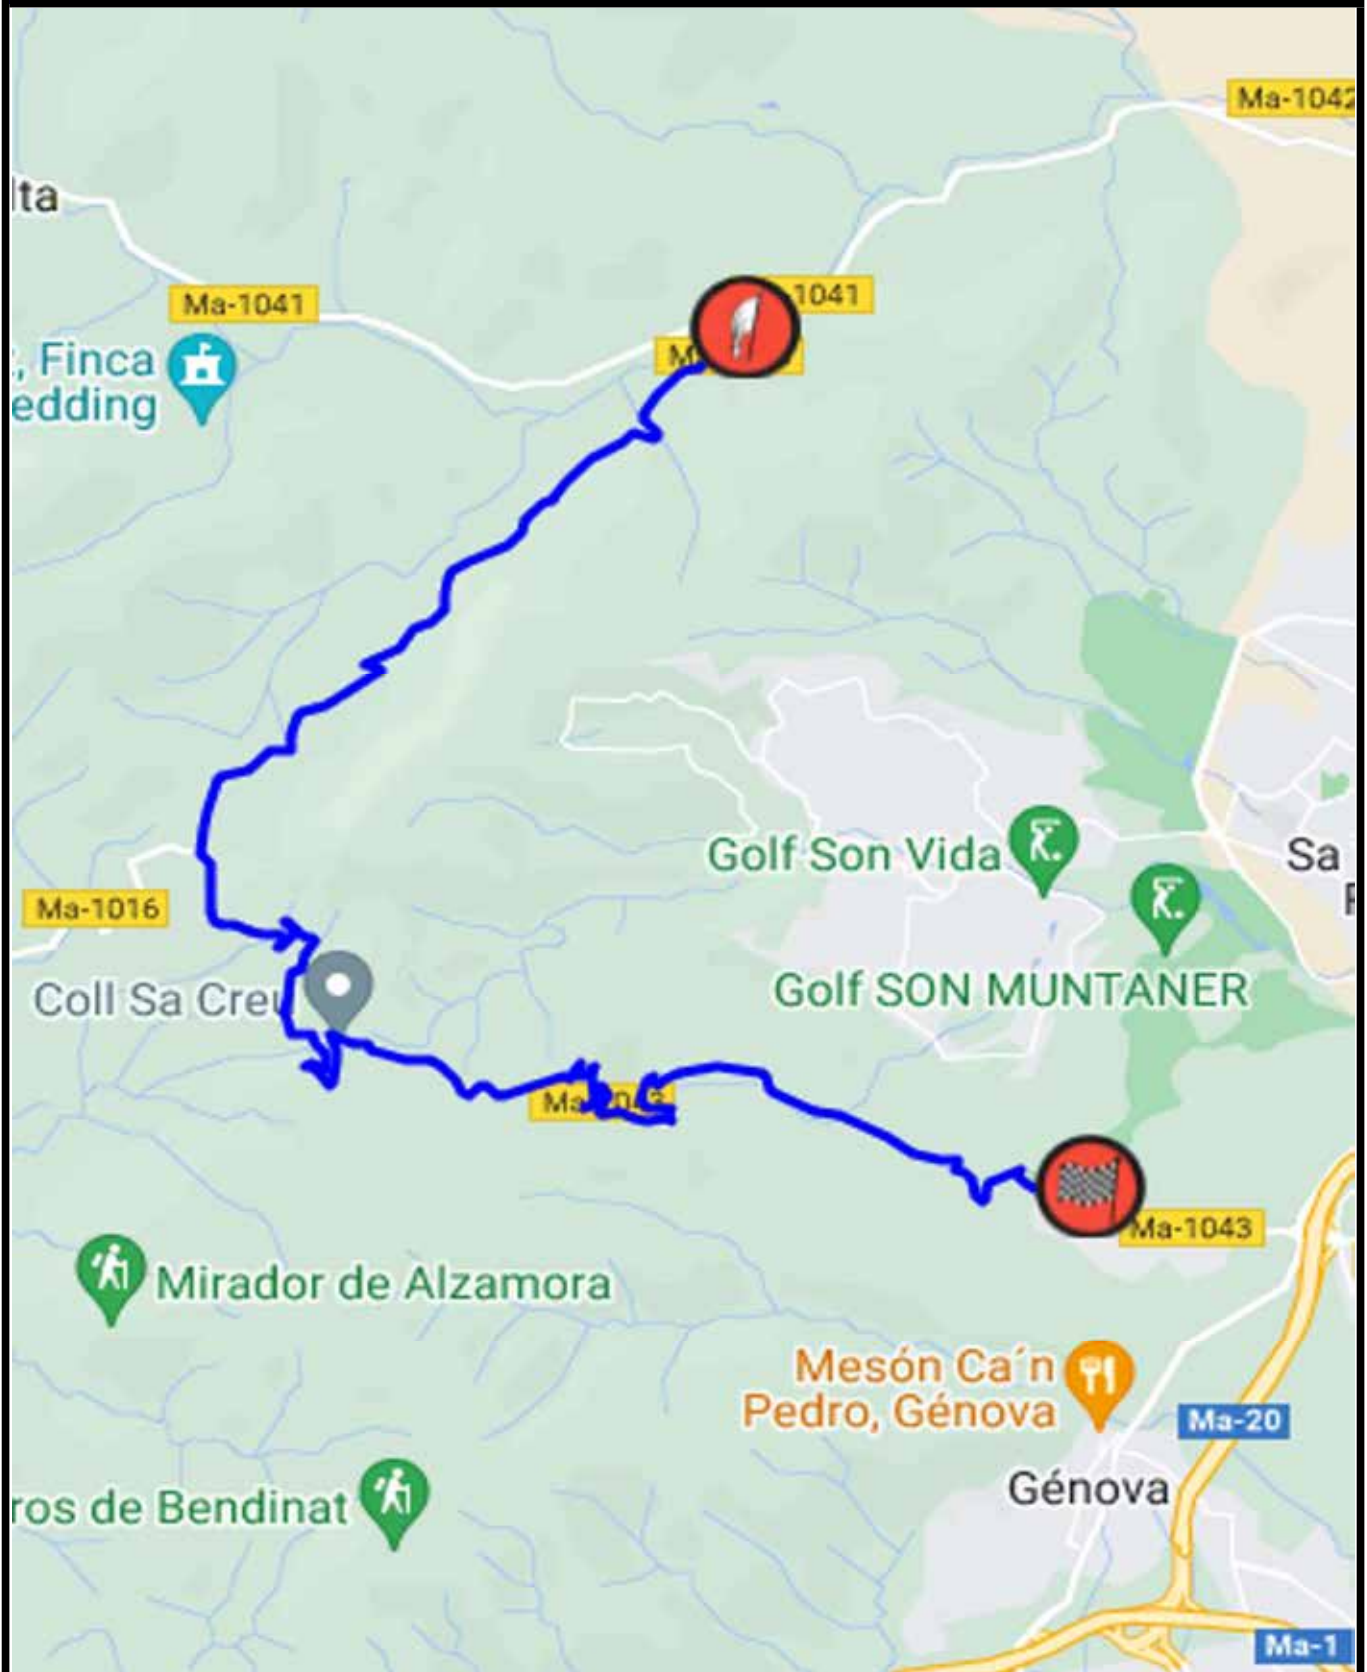 Ma-1042
lta
Ma-1041
-1041
, Finca
edding
Golf Son Vida
Sa
Ma-1016
Golf SON MUNTANER
Coll Sa Creu
Ma-1043
Mirador de Alzamora
Mesón Ca´n
Pedro, Génova
Ma-20
Génova
ros de Bendinat
Ma-1